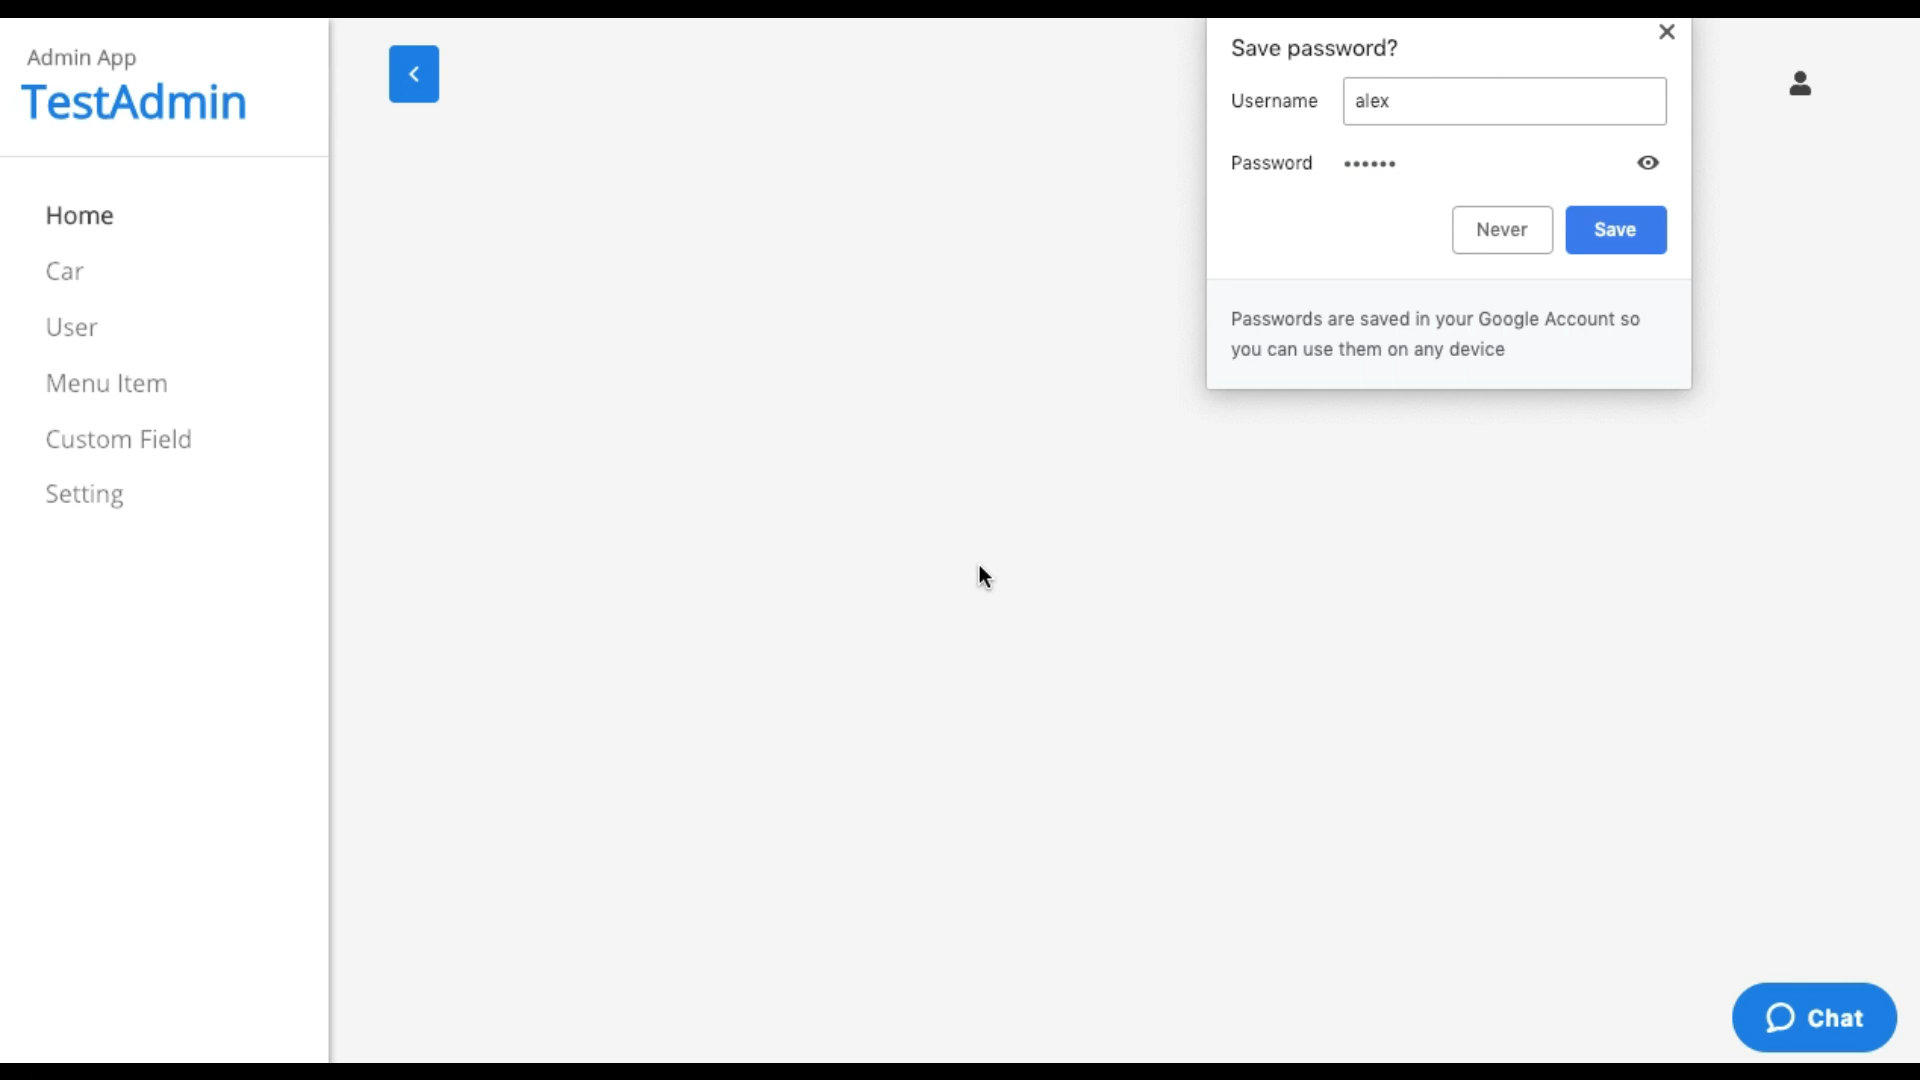 Admin App
TestAdmin
Home
Car
User
Menu Item
Custom Field
Setting
Save password?
Username alex
Password ••••••
Never Save
Passwords are saved in your Google Account so
you can use them on any device
Chat